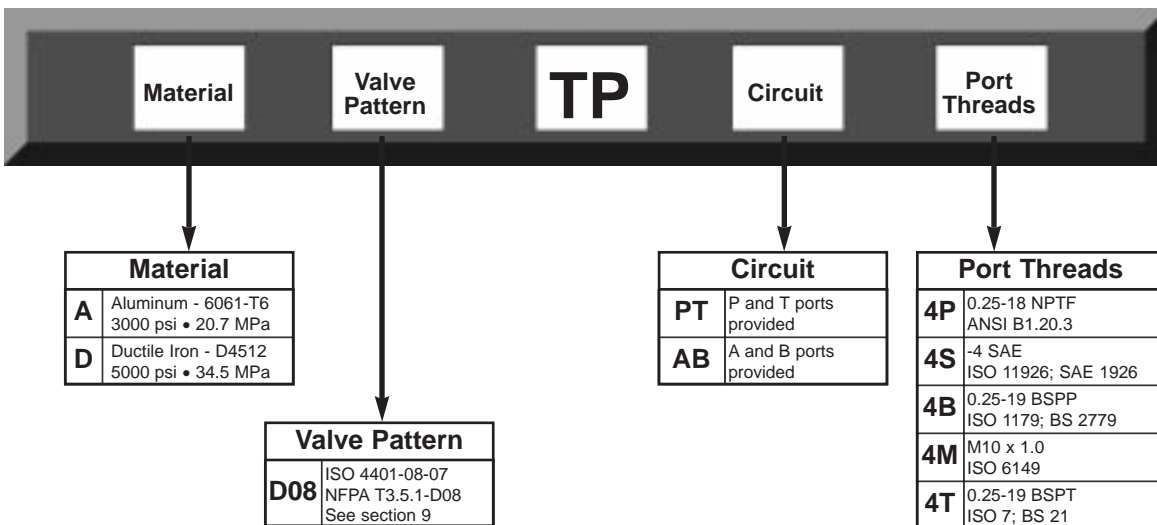 Material
Valve
Pattern
TP
Circuit
Port
Threads
Material
A
Aluminum - 6061-T6
3000 psi • 20.7 MPa
D
Ductile Iron - D4512
5000 psi • 34.5 MPa
Valve Pattern
D08
ISO 4401-08-07
NFPA T3.5.1-D08
See section 9
Circuit
PT
P and T ports
provided
AB
A and B ports
provided
Port Threads
4P
0.25-18 NPTF
ANSI B1.20.3
4S
-4 SAE
ISO 11926; SAE 1926
4B
0.25-19 BSPP
ISO 1179; BS 2779
4M
M10 x 1.0
ISO 6149
4T
0.25-19 BSPT
ISO 7; BS 21